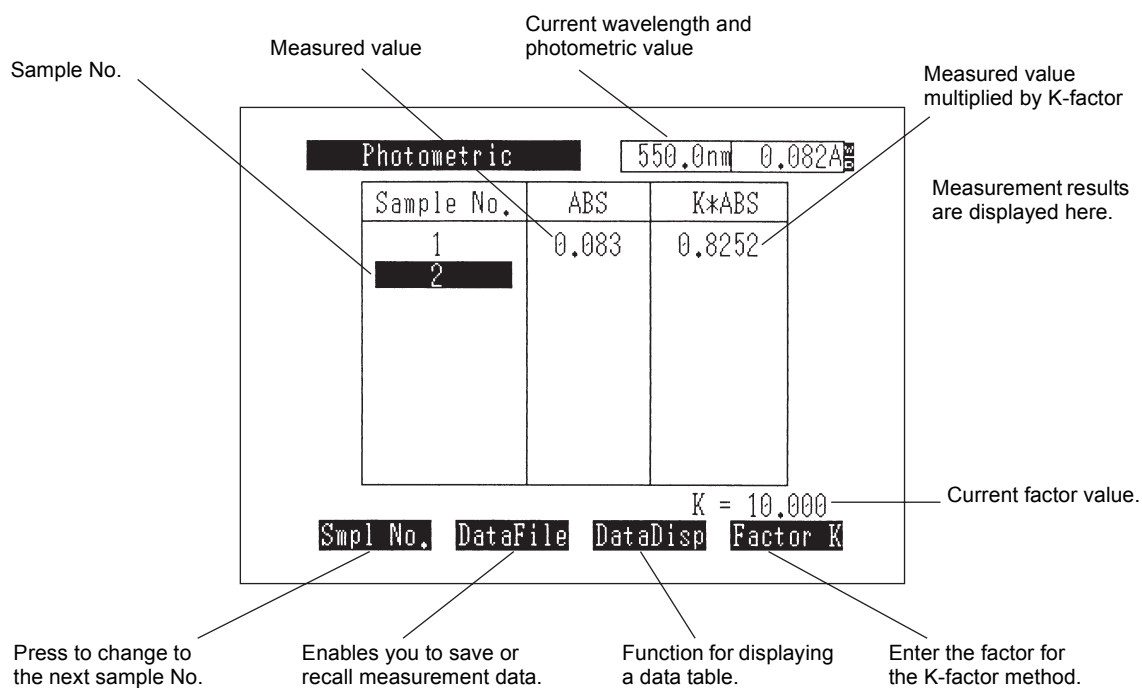 Current wavelength and
photometric value
Measured value
Sample No.
Measured value
multiplied by K-factor
Photometric
550.0nm 0.082A
Measurement results
are displayed here.
Sample No. ABS K*ABS
1 0.083 0.8252
2
K = 10.000
Current factor value.
Smpl No. DataFile DataDisp Factor K
Press to change to
the next sample No.
Enables you to save or
recall measurement data.
Function for displaying
a data table.
Enter the factor for
the K-factor method.